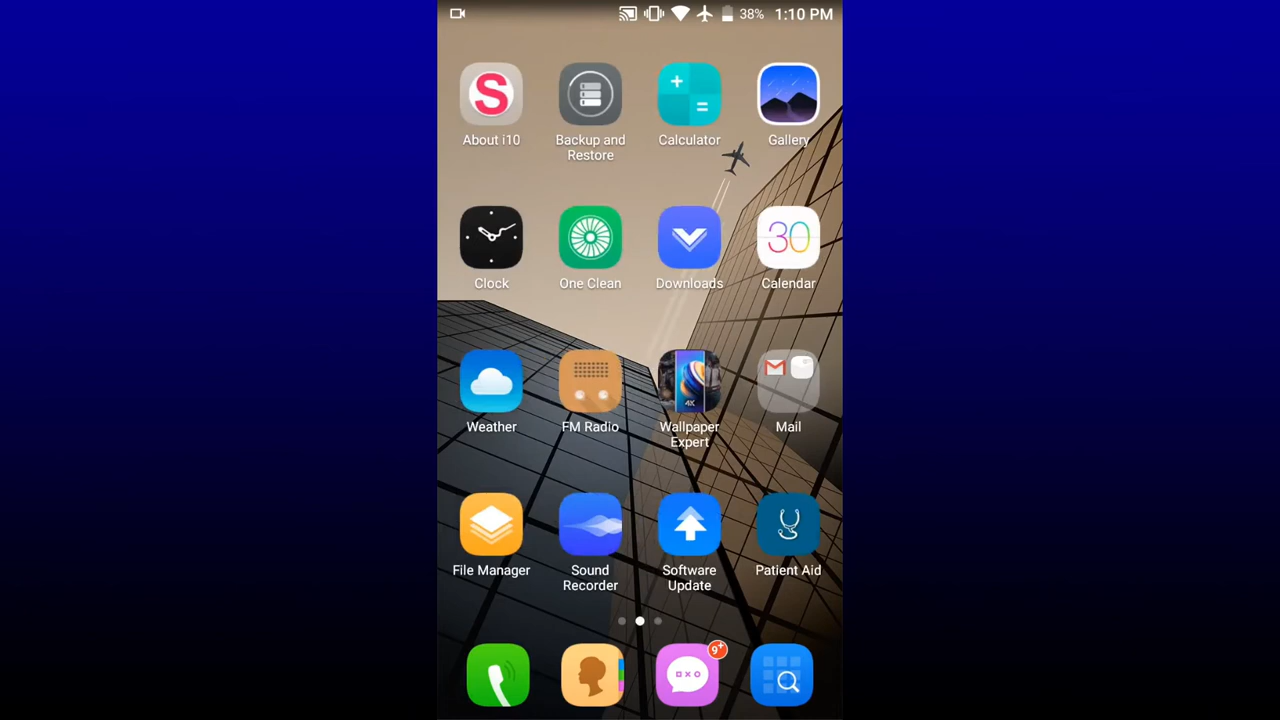 38% 1:10 PM
S
About i10
Backup and
Restore
Calculator
Gallery
Clock
One Clean
Downloads
30
Calendar
Weather
FM Radio
4X
Wallpaper
Expert
Mail
File Manager
Sound
Recorder
Software
Update
Patient Aid
9+